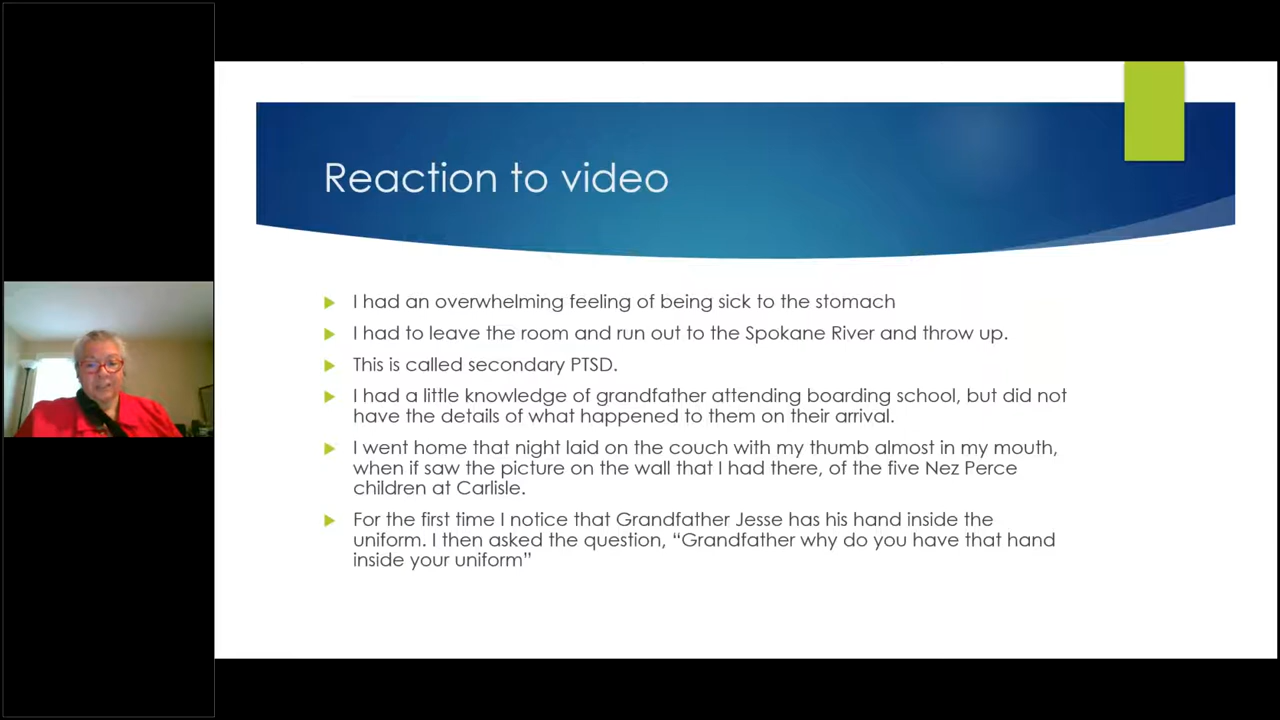 Reaction to video
I had an overwhelming feeling of being sick to the stomach
I had to leave the room and run out to the Spokane River and throw up.
This is called secondary PTSD.
I had a little knowledge of grandfather attending boarding school, but did not
have the details of what happened to them on their arrival.
I went home that night laid on the couch with my thumb almost in my mouth,
when if saw the picture on the wall that I had there, of the five Nez Perce
children at Carlisle.
For the first time I notice that Grandfather Jesse has his hand inside the
uniform. I then asked the question, “Grandfather why do you have that hand
inside your uniform”